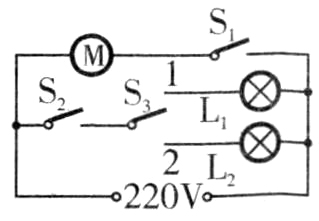 M S₁
1
S₂ S₃ L₁
2 L₂
220V